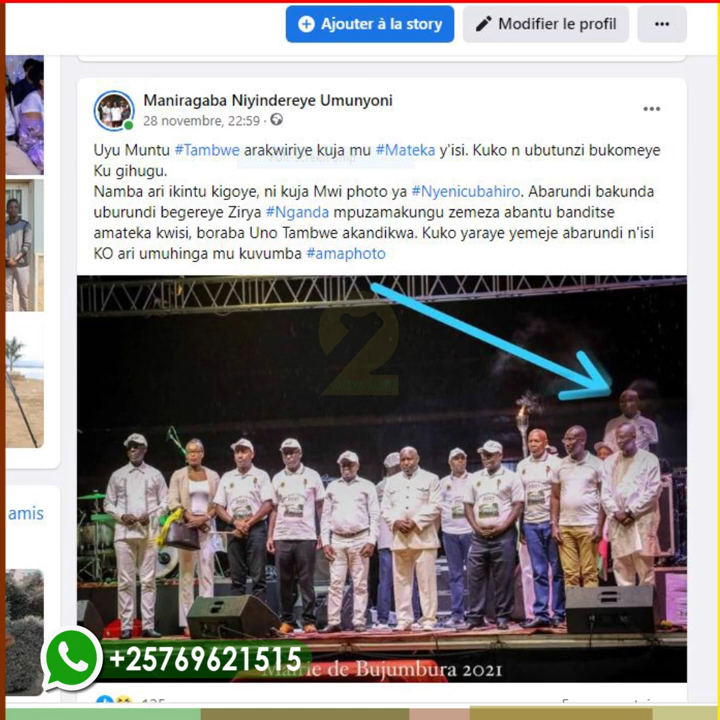 Ajouter à la story
Modifier le profil
Maniragaba Niyindereye Umunyoni
28 novembre, 22:59 ·
Uyu Muntu #Tambwe arakwiriye kuja mu #Mateka y'isi. Kuko n ubutunzi bukomeye
Ku gihugu.
Namba ari ikintu kigoye, ni kuja Mwi photo ya #Nyenicubahiro. Abarundi bakunda
uburundi begereye Zirya #Nganda mpuzamakungu zemeza abantu banditse
amateka kwisi, boraba Uno Tambwe akandikwa. Kuko yaraye yemeje abarundi n'isi
KO ari umuhinga mu kuvumba #amaphoto
2
amis
+25769621515
Mairie de Bujumbura 2021